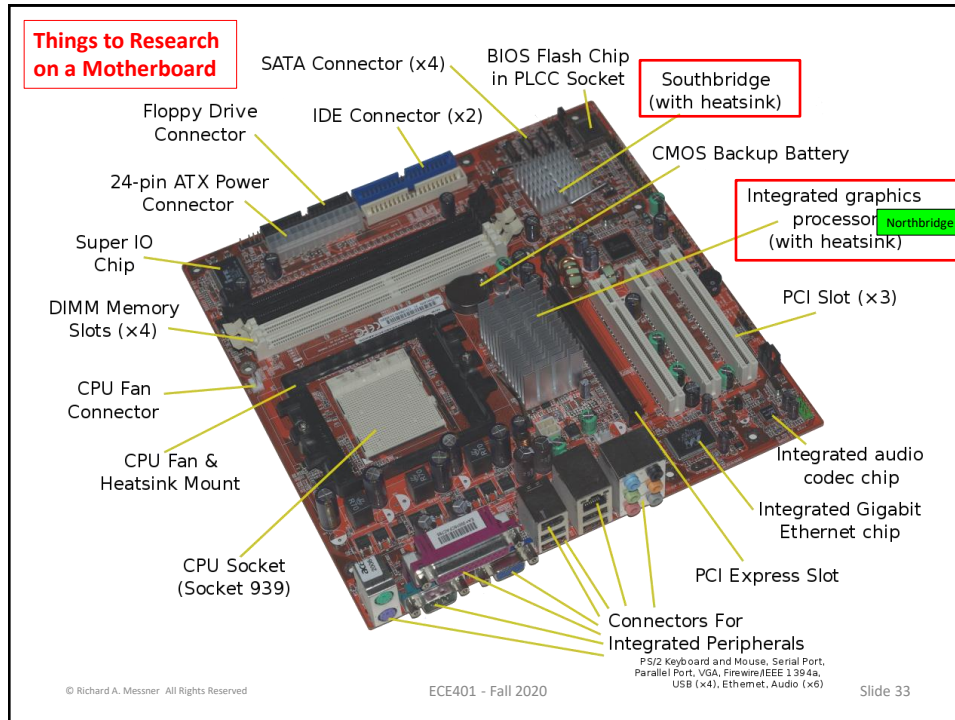 Things to Research
on a Motherboard
SATA Connector (×4)
BIOS Flash Chip
in PLCC Socket
Southbridge
(with heatsink)
Floppy Drive
Connector
IDE Connector (×2)
CMOS Backup Battery
24-pin ATX Power
Connector
Integrated graphics
processor
Northbridge
(with heatsink)
Super IO
Chip
DIMM Memory
Slots (×4)
PCI Slot (×3)
CPU Fan
Connector
CPU Fan &
Heatsink Mount
Integrated audio
codec chip
Integrated Gigabit
Ethernet chip
CPU Socket
(Socket 939)
PCI Express Slot
Connectors For
Integrated Peripherals
PS/2 Keyboard and Mouse, Serial Port,
Parallel Port, VGA, Firewire/IEEE 1394a,
USB (×4), Ethernet, Audio (×6)
© Richard A. Messner All Rights Reserved
ECE401 - Fall 2020
Slide 33